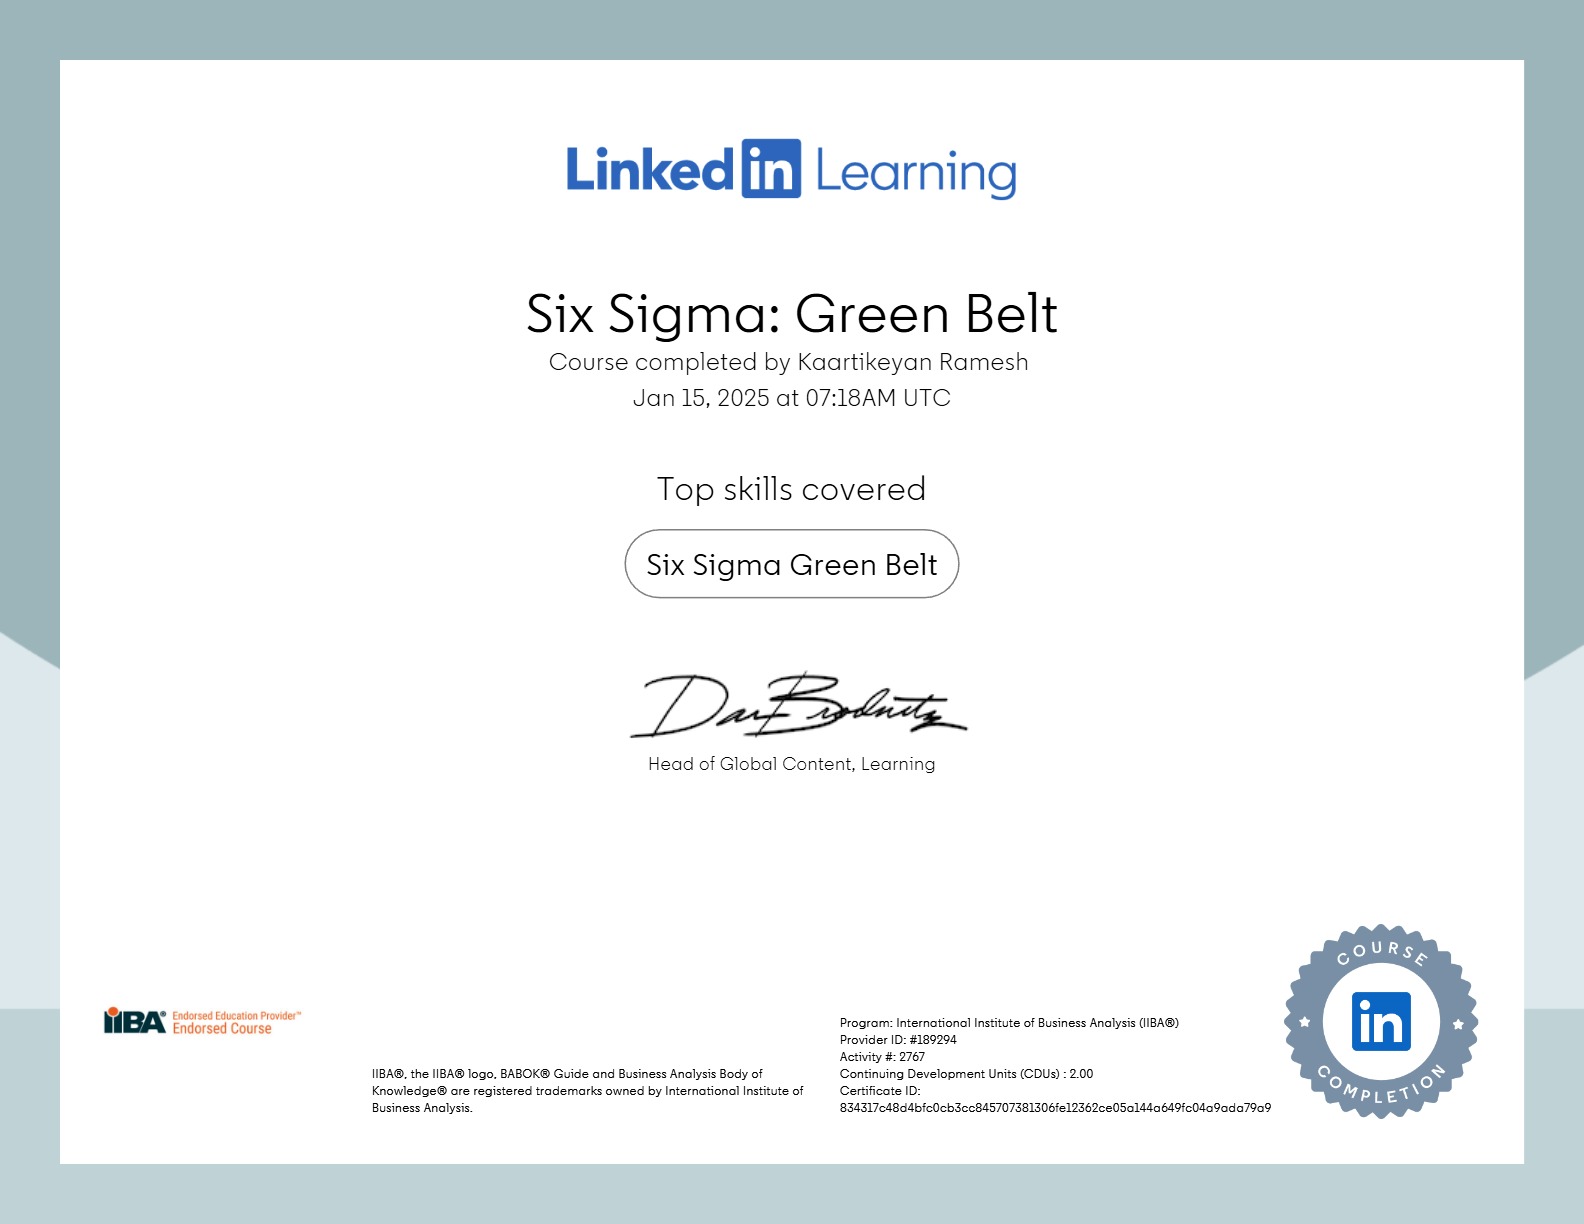 Linked in Learning
Six Sigma: Green Belt
Course completed by Kaartikeyan Ramesh
Jan 15, 2025 at 07:18AM UTC
Top skills covered
Six Sigma Green Belt
Dan Brodnitz
Head of Global Content, Learning
IIBA® Endorsed Education Provider™
Endorsed Course
IIBA®, the IIBA® logo, BABOK® Guide and Business Analysis Body of
Knowledge® are registered trademarks owned by International Institute of
Business Analysis.
Program: International Institute of Business Analysis (IIBA®)
Provider ID: #189294
Activity #: 2767
Continuing Development Units (CDUs) : 2.00
Certificate ID:
834317c48d4bfc0cb3cc845707381306fe12362ce05a144a649fc04a9ada79a9
COURSE
in
COMPLETION